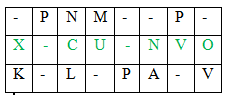 - P N M - - P -
X - C U - N V O
K - L - P A - V